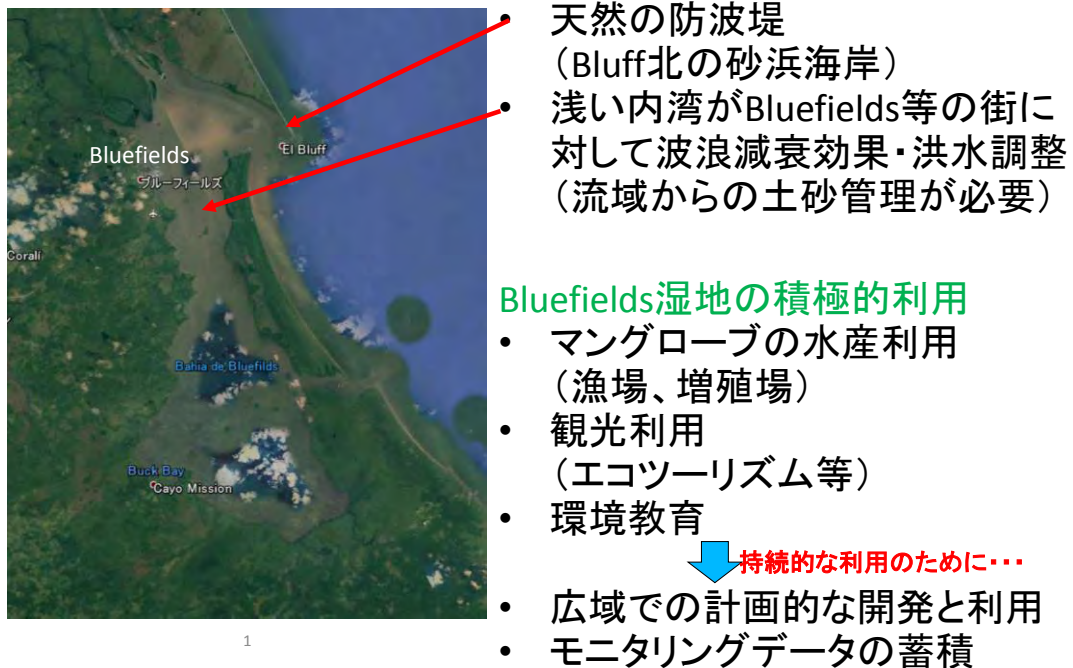 • 天然の防波堤
（Bluff北の砂浜海岸）
• 浅い内湾がBluefields等の街に
対して波浪減衰効果・洪水調整
（流域からの土砂管理が必要）
Bluefields湿地の積極的利用
• マングローブの水産利用
（漁場、増殖場）
• 観光利用
（エコツーリズム等）
• 環境教育
持続的な利用のために･･･
• 広域での計画的な開発と利用
• モニタリングデータの蓄積
Bluefields
El Bluff
ブルーフィールズ
Corali
Bahia de Bluefilds
Buck Bay
Cayo Mission
1